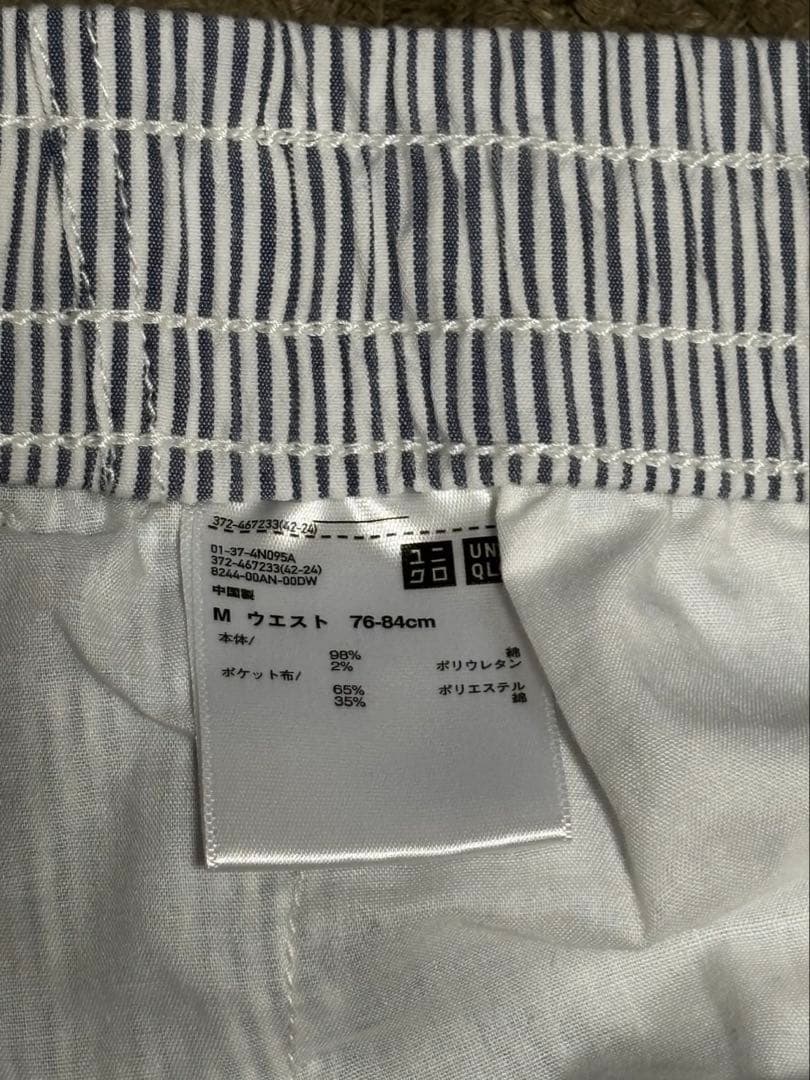 372-467233(42-24)
01-37-4N095A
372-467233(42-24)
8244-00AN-00DW
ユニ
クロ
UN
QL
中国製
M ウエスト 76-84cm
本体/
98% 綿
2% ポリウレタン
ポケット布/
65% ポリエステル
35% 綿